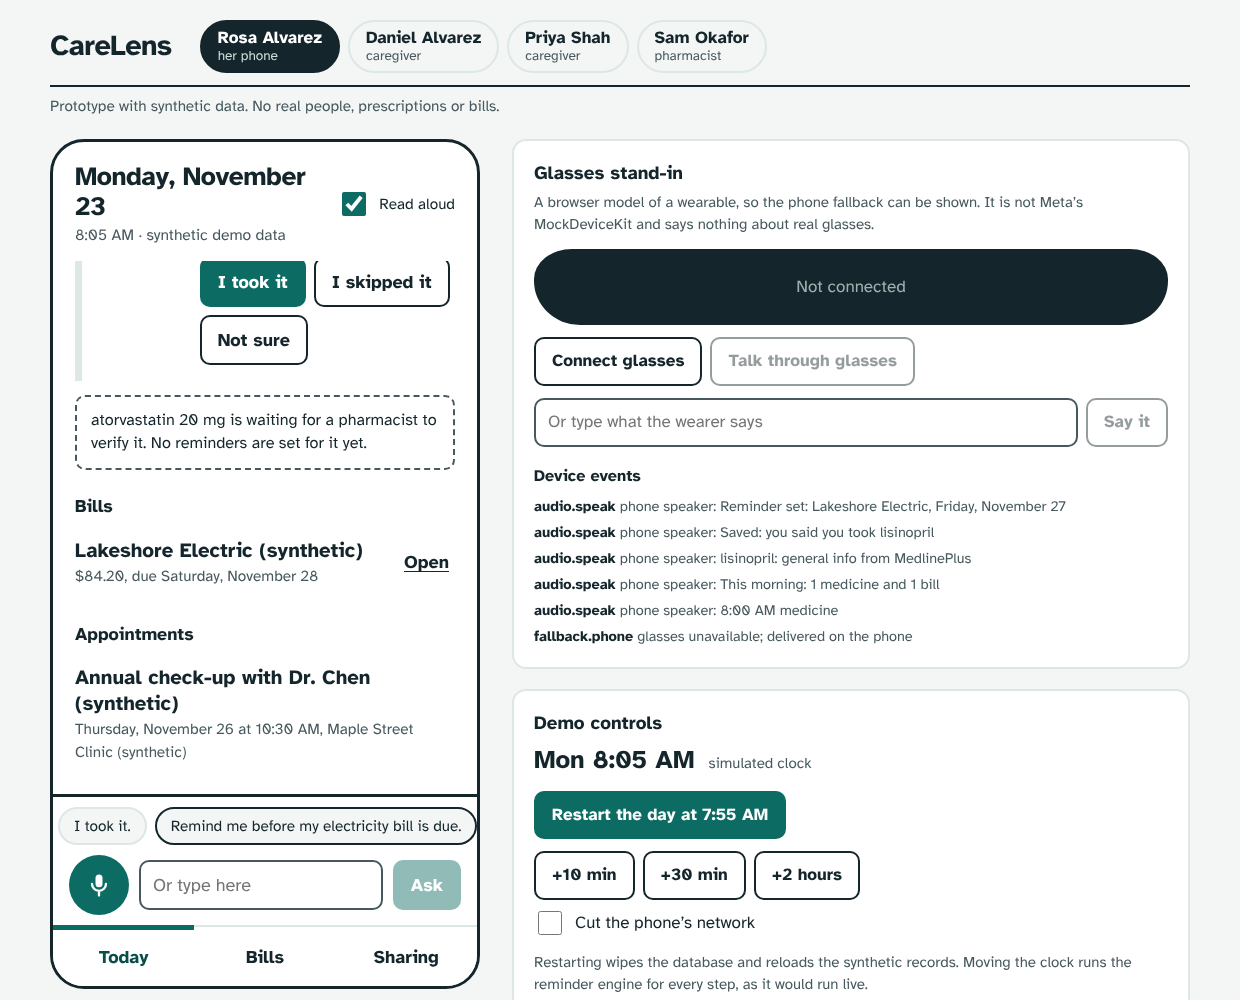 CareLens
Rosa Alvarez
her phone
Daniel Alvarez
caregiver
Priya Shah
caregiver
Sam Okafor
pharmacist
Prototype with synthetic data. No real people, prescriptions or bills.
Monday, November
23
8:05 AM · synthetic demo data
Read aloud
I took it
I skipped it
Not sure
atorvastatin 20 mg is waiting for a pharmacist to
verify it. No reminders are set for it yet.
Bills
Lakeshore Electric (synthetic)
$84.20, due Saturday, November 28
Open
Appointments
Annual check-up with Dr. Chen
(synthetic)
Thursday, November 26 at 10:30 AM, Maple Street
Clinic (synthetic)
I took it.
Remind me before my electricity bill is due.
Or type here
Ask
Today
Bills
Sharing
Glasses stand-in
A browser model of a wearable, so the phone fallback can be shown. It is not Meta's
MockDeviceKit and says nothing about real glasses.
Not connected
Connect glasses
Talk through glasses
Or type what the wearer says
Say it
Device events
audio.speak phone speaker: Reminder set: Lakeshore Electric, Friday, November 27
audio.speak phone speaker: Saved: you said you took lisinopril
audio.speak phone speaker: lisinopril: general info from MedlinePlus
audio.speak phone speaker: This morning: 1 medicine and 1 bill
audio.speak phone speaker: 8:00 AM medicine
fallback.phone glasses unavailable; delivered on the phone
Demo controls
Mon 8:05 AM simulated clock
Restart the day at 7:55 AM
+10 min
+30 min
+2 hours
Cut the phone's network
Restarting wipes the database and reloads the synthetic records. Moving the clock runs the
reminder engine for every step, as it would run live.